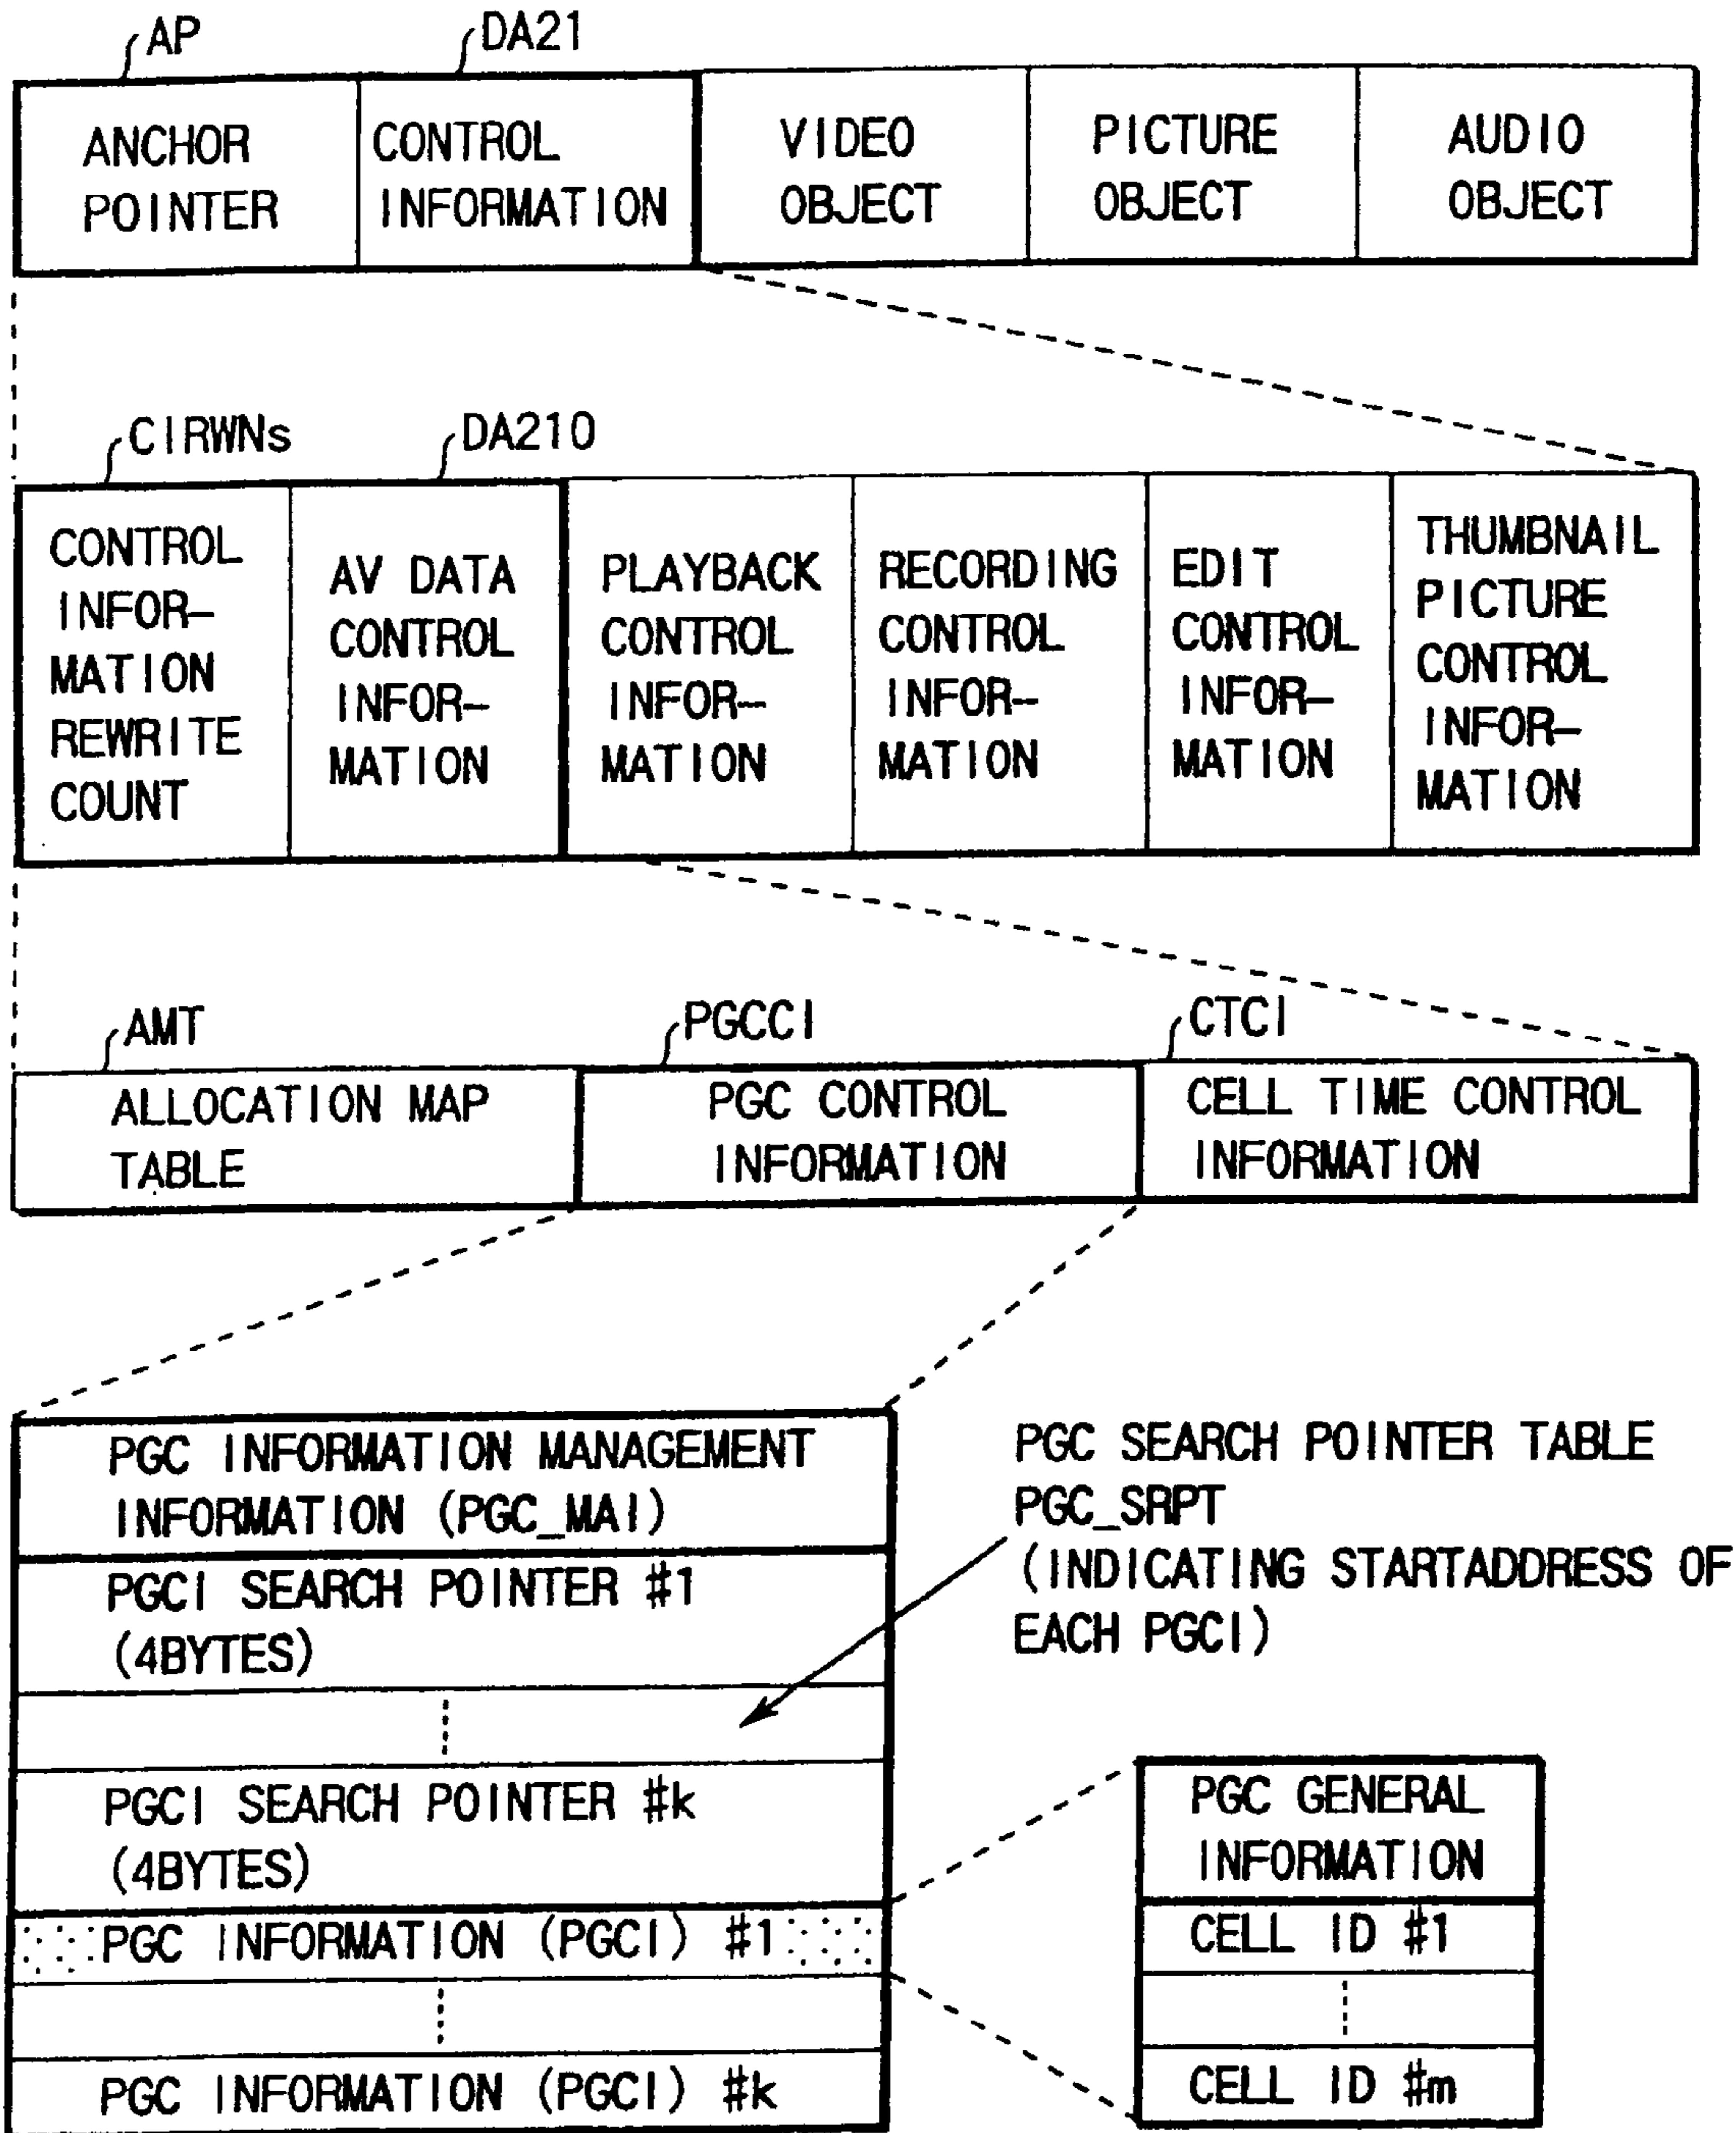 AP
DA21
ANCHOR
POINTER
CONTROL
INFORMATION
VIDEO
OBJECT
PICTURE
OBJECT
AUDIO
OBJECT
CIRWNs
DA210
CONTROL
INFOR-
MATION
REWRITE
COUNT
AV DATA
CONTROL
INFOR-
MATION
PLAYBACK
CONTROL
INFOR-
MATION
RECORDING
CONTROL
INFOR-
MATION
EDIT
CONTROL
INFOR-
MATION
THUMBNAIL
PICTURE
CONTROL
INFOR-
MATION
AMT
PGCCI
CTCI
ALLOCATION MAP
TABLE
PGC CONTROL
INFORMATION
CELL TIME CONTROL
INFORMATION
PGC INFORMATION MANAGEMENT
INFORMATION (PGC_MAI)
PGCI SEARCH POINTER #1
(4BYTES)
PGCI SEARCH POINTER #k
(4BYTES)
PGC INFORMATION (PGCI) #1
PGC INFORMATION (PGCI) #k
PGC SEARCH POINTER TABLE
PGC_SRPT
(INDICATING STARTADDRESS OF
EACH PGCI)
PGC GENERAL
INFORMATION
CELL ID #1
CELL ID #m